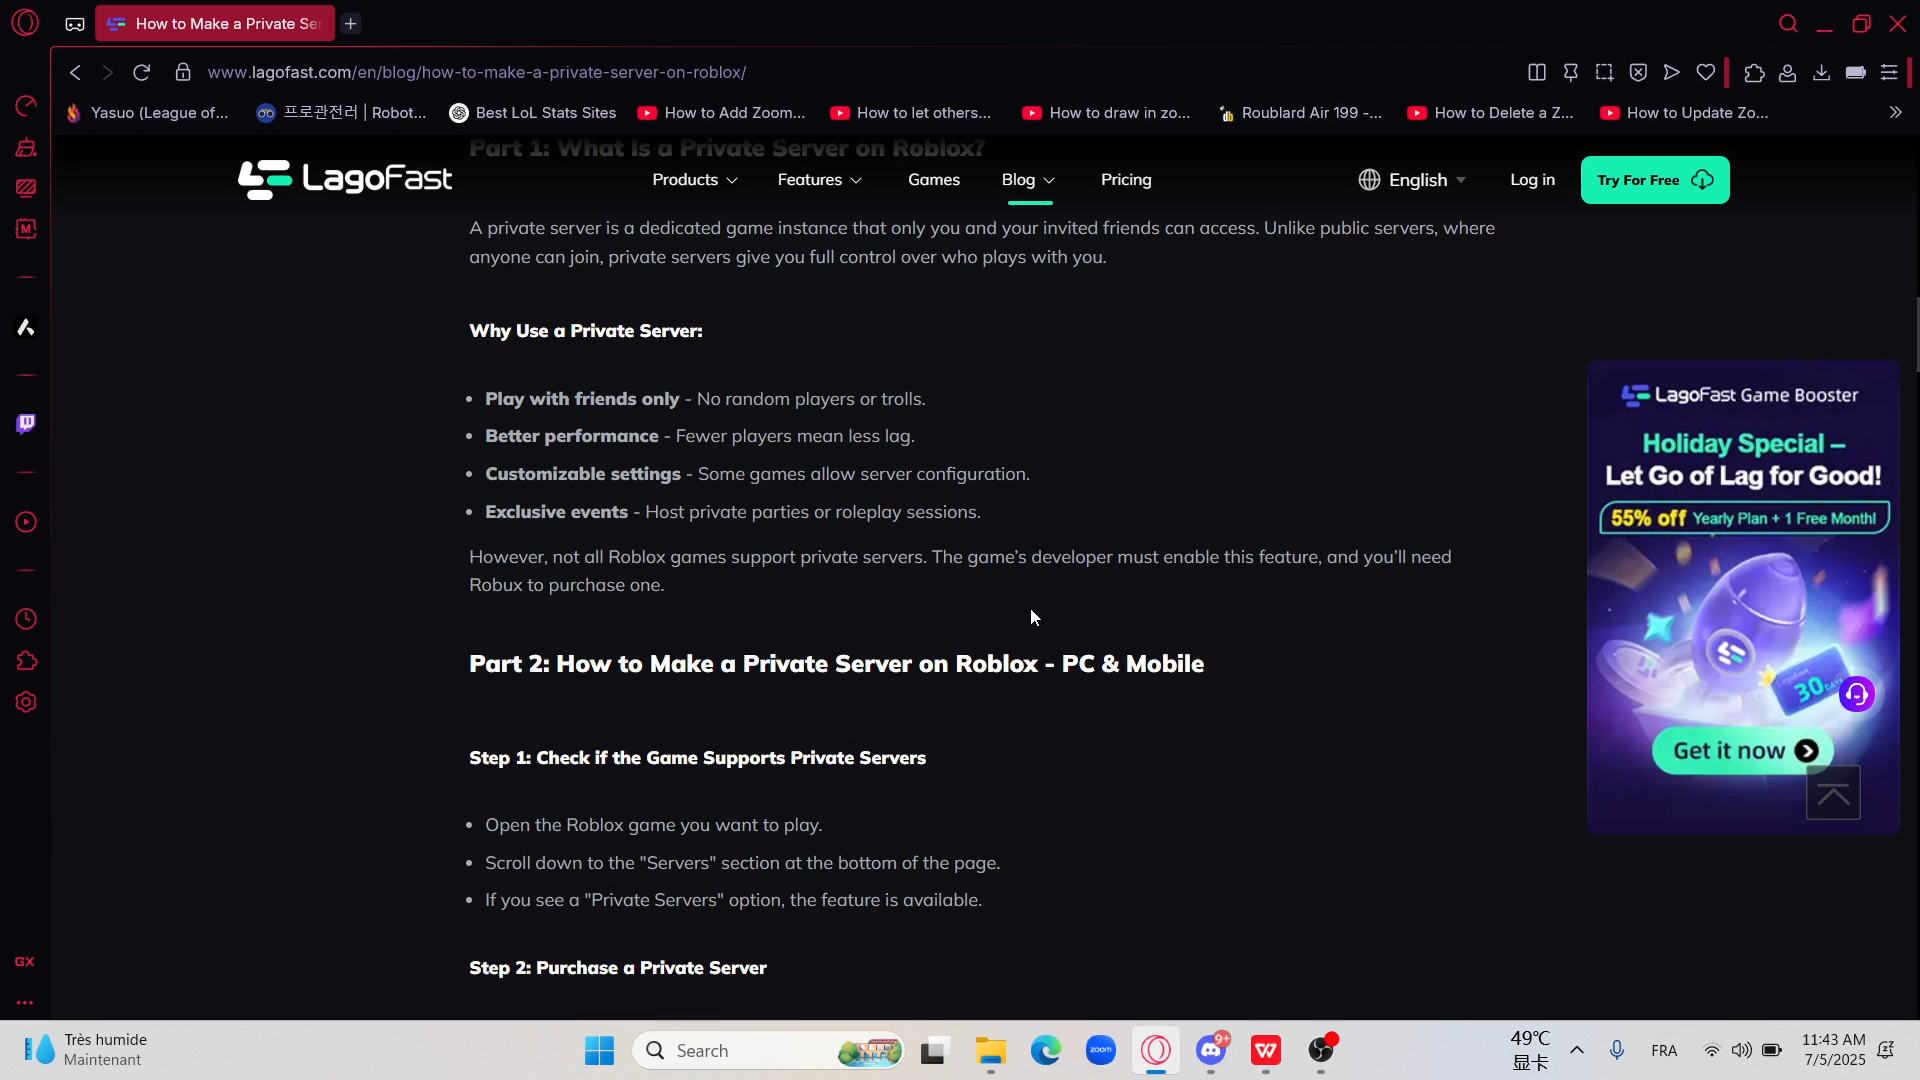 How to Make a Private Ser
www.lagofast.com/en/blog/how-to-make-a-private-server-on-roblox/
Yasuo (League of... 프로관전러 | Robot... Best LoL Stats Sites How to Add Zoom... How to let others... How to draw in zo... Roublard Air 199 -... How to Delete a Z... How to Update Zo...
Part 1: What Is a Private Server on Roblox?
LagoFast Products Features Games Blog Pricing English Log in Try For Free
A private server is a dedicated game instance that only you and your invited friends can access. Unlike public servers, where
anyone can join, private servers give you full control over who plays with you.
Why Use a Private Server:
• Play with friends only - No random players or trolls.
• Better performance - Fewer players mean less lag.
• Customizable settings - Some games allow server configuration.
• Exclusive events - Host private parties or roleplay sessions.
However, not all Roblox games support private servers. The game’s developer must enable this feature, and you’ll need
Robux to purchase one.
Part 2: How to Make a Private Server on Roblox - PC & Mobile
Step 1: Check if the Game Supports Private Servers
• Open the Roblox game you want to play.
• Scroll down to the "Servers" section at the bottom of the page.
• If you see a "Private Servers" option, the feature is available.
Step 2: Purchase a Private Server
LagoFast Game Booster
Holiday Special –
Let Go of Lag for Good!
55% off Yearly Plan + 1 Free Month!
30 DAYS
Get it now
M
GX
Très humide
Maintenant
Search
zoom
9+
W
49℃
显卡
FRA
11:43 AM
7/5/2025